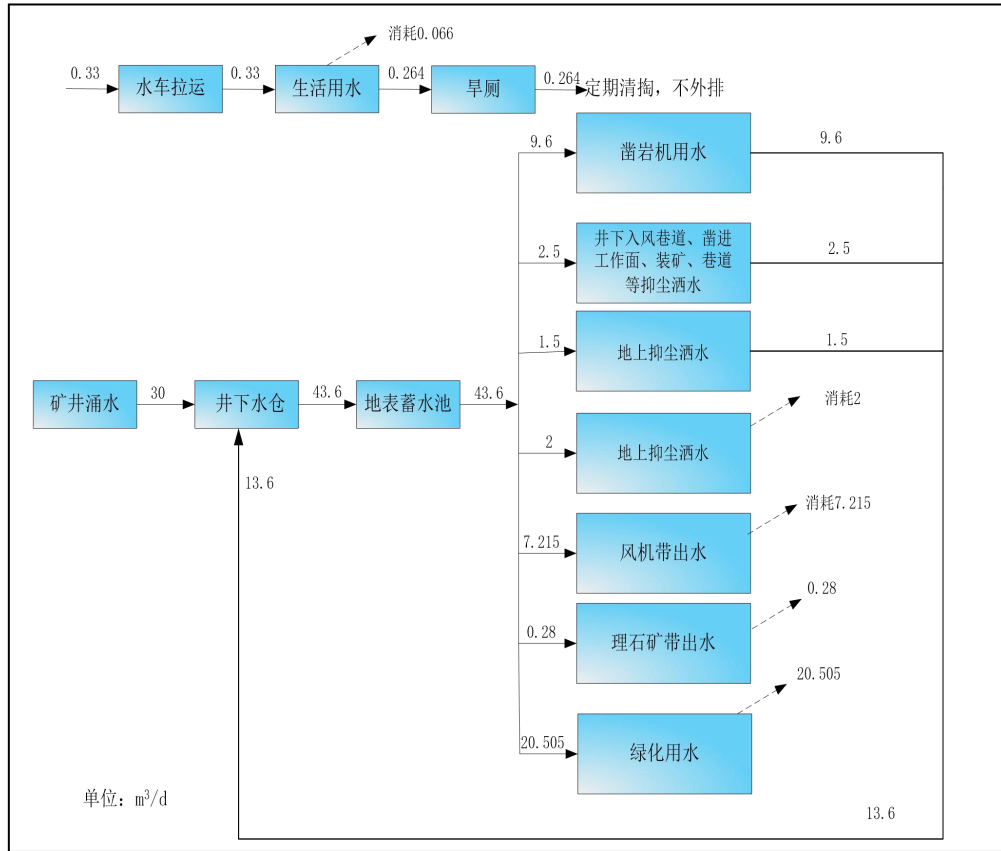 消耗0.066
0.33
水车拉运
0.33
生活用水
0.264
旱厕
0.264
定期清掏，不外排
9.6
凿岩机用水
9.6
2.5
井下入风巷道、凿进
工作面、装矿、巷道
等抑尘洒水
2.5
1.5
地上抑尘洒水
1.5
矿井涌水
30
井下水仓
43.6
地表蓄水池
43.6
消耗2
2
地上抑尘洒水
13.6
消耗7.215
7.215
风机带出水
0.28
0.28
理石矿带出水
20.505
20.505
绿化用水
单位：m³/d
13.6